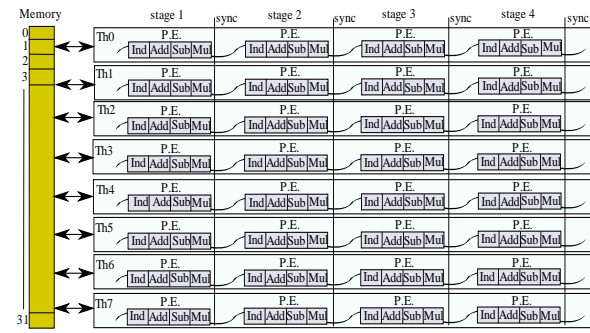 Memory stage 1 sync stage 2 sync stage 3 sync stage 4 sync
0
1
2
3
31
Th0 P.E. P.E. P.E. P.E.
Ind Add Sub Mul Ind Add Sub Mul Ind Add Sub Mul Ind Add Sub Mul
Th1 P.E. P.E. P.E. P.E.
Ind Add Sub Mul Ind Add Sub Mul Ind Add Sub Mul Ind Add Sub Mul
Th2 P.E. P.E. P.E. P.E.
Ind Add Sub Mul Ind Add Sub Mul Ind Add Sub Mul Ind Add Sub Mul
Th3 P.E. P.E. P.E. P.E.
Ind Add Sub Mul Ind Add Sub Mul Ind Add Sub Mul Ind Add Sub Mul
Th4 P.E. P.E. P.E. P.E.
Ind Add Sub Mul Ind Add Sub Mul Ind Add Sub Mul Ind Add Sub Mul
Th5 P.E. P.E. P.E. P.E.
Ind Add Sub Mul Ind Add Sub Mul Ind Add Sub Mul Ind Add Sub Mul
Th6 P.E. P.E. P.E. P.E.
Ind Add Sub Mul Ind Add Sub Mul Ind Add Sub Mul Ind Add Sub Mul
Th7 P.E. P.E. P.E. P.E.
Ind Add Sub Mul Ind Add Sub Mul Ind Add Sub Mul Ind Add Sub Mul